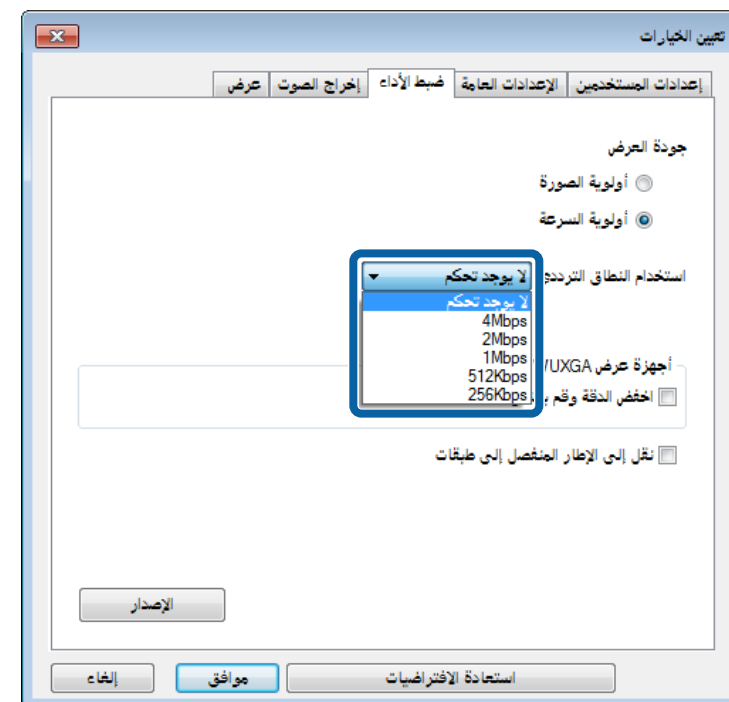 تعيين الخيارات
إعدادات المستخدمين الإعدادات العامة ضبط الأداء إخراج الصوت عرض
جودة العرض
أولوية الصورة
أولوية السرعة
استخدام النطاق الترددي لا يوجد تحكم
لا يوجد تحكم
4Mbps
2Mbps
1Mbps
512Kbps
256Kbps
أجهزة عرض WUXGA/
اخفض الدقة وقم
نقل إلى الإطار المنفصل إلى طبقات
الإصدار
استعادة الافتراضيات موافق إلغاء